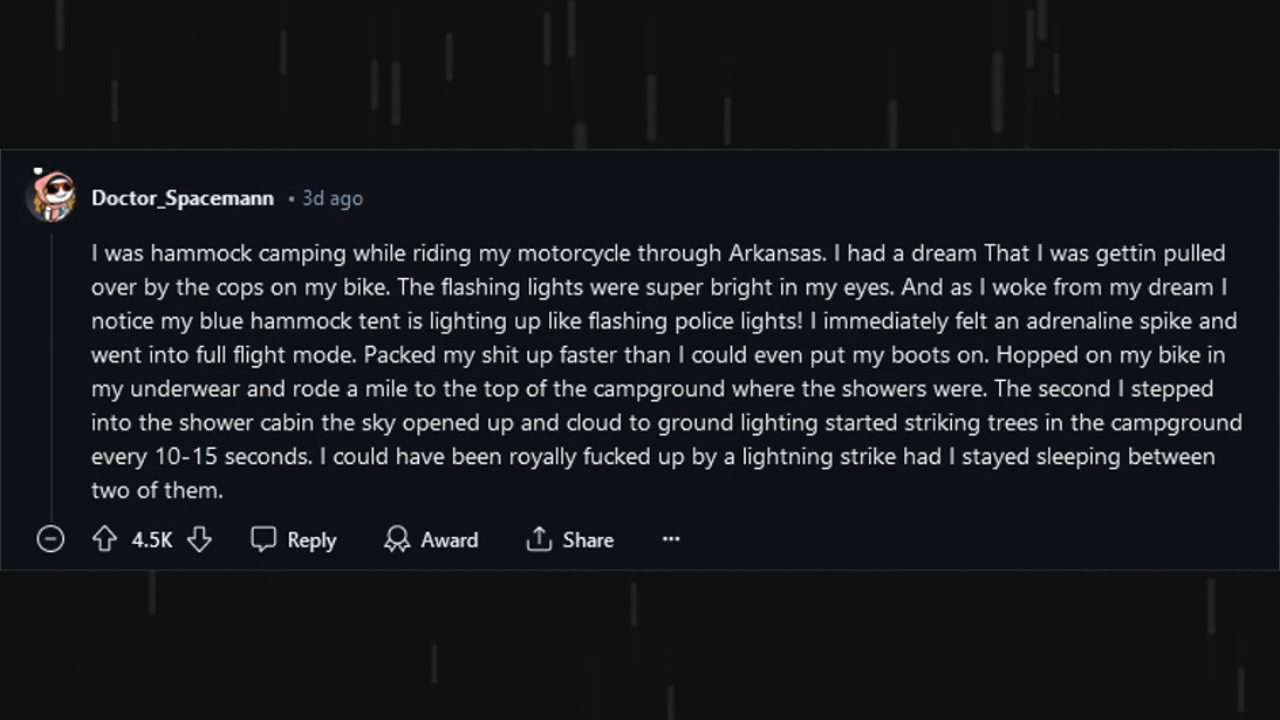 Doctor_Spacemann • 3d ago
I was hammock camping while riding my motorcycle through Arkansas. I had a dream That I was gettin pulled
over by the cops on my bike. The flashing lights were super bright in my eyes. And as I woke from my dream I
notice my blue hammock tent is lighting up like flashing police lights! I immediately felt an adrenaline spike and
went into full flight mode. Packed my shit up faster than I could even put my boots on. Hopped on my bike in
my underwear and rode a mile to the top of the campground where the showers were. The second I stepped
into the shower cabin the sky opened up and cloud to ground lighting started striking trees in the campground
every 10-15 seconds. I could have been royally fucked up by a lightning strike had I stayed sleeping between
two of them.
4.5K Reply Award Share ...